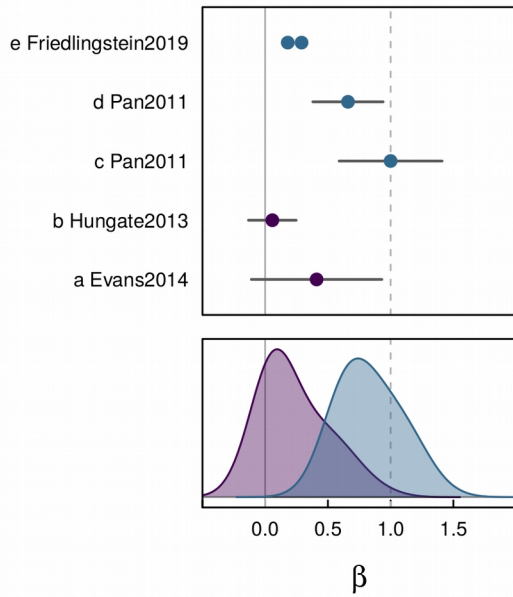 e Friedlingstein2019
d Pan2011
c Pan2011
b Hungate2013
a Evans2014
0.0 0.5 1.0 1.5
β